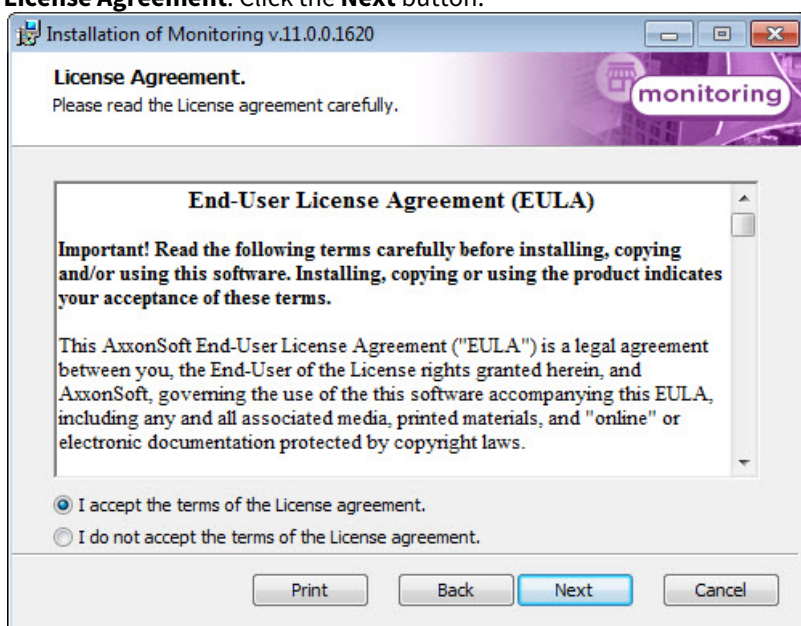 License Agreement. Click the Next button.
Installation of Monitoring v.11.0.0.1620
License Agreement.
Please read the License agreement carefully.
monitoring
End-User License Agreement (EULA)
Important! Read the following terms carefully before installing, copying
and/or using this software. Installing, copying or using the product indicates
your acceptance of these terms.
This AxxonSoft End-User License Agreement ("EULA") is a legal agreement
between you, the End-User of the License rights granted herein, and
AxxonSoft, governing the use of the this software accompanying this EULA,
including any and all associated media, printed materials, and "online" or
electronic documentation protected by copyright laws.
I accept the terms of the License agreement.
I do not accept the terms of the License agreement.
Print Back Next Cancel